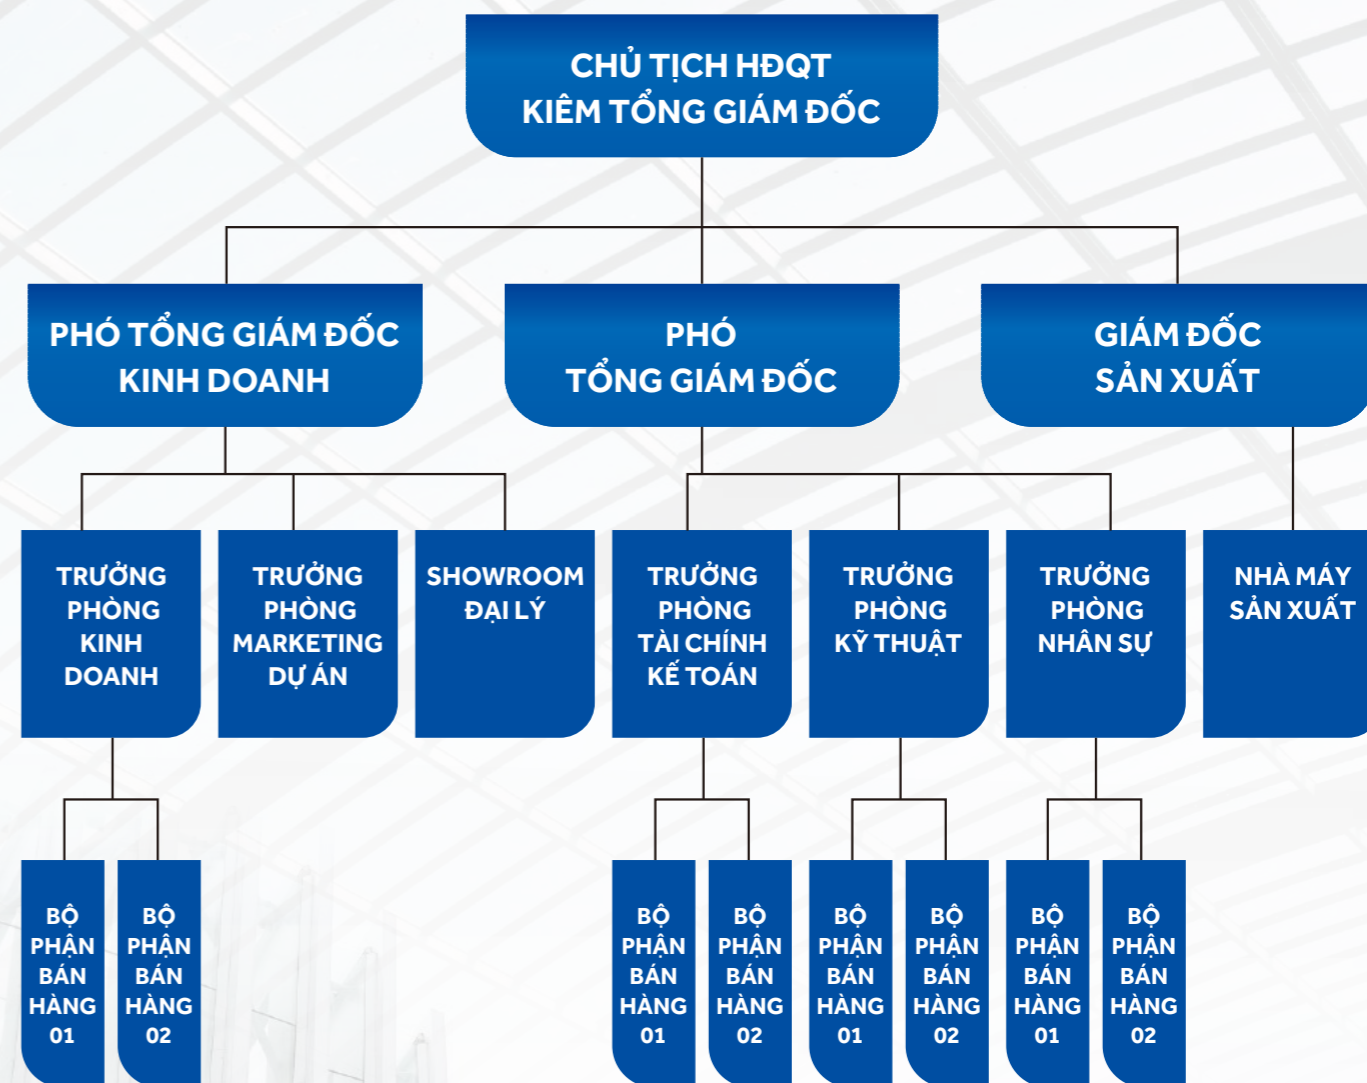 CHỦ TỊCH HĐQT
KIÊM TỔNG GIÁM ĐỐC
PHÓ TỔNG GIÁM ĐỐC
KINH DOANH
PHÓ
TỔNG GIÁM ĐỐC
GIÁM ĐỐC
SẢN XUẤT
TRƯỞNG
PHÒNG
KINH
DOANH
TRƯỞNG
PHÒNG
MARKETING
DỰ ÁN
SHOWROOM
ĐẠI LÝ
TRƯỞNG
PHÒNG
TÀI CHÍNH
KẾ TOÁN
TRƯỞNG
PHÒNG
KỸ THUẬT
TRƯỞNG
PHÒNG
NHÂN SỰ
NHÀ MÁY
SẢN XUẤT
BỘ
PHẬN
BÁN
HÀNG
01
BỘ
PHẬN
BÁN
HÀNG
02
BỘ
PHẬN
BÁN
HÀNG
01
BỘ
PHẬN
BÁN
HÀNG
02
BỘ
PHẬN
BÁN
HÀNG
01
BỘ
PHẬN
BÁN
HÀNG
02
BỘ
PHẬN
BÁN
HÀNG
01
BỘ
PHẬN
BÁN
HÀNG
02